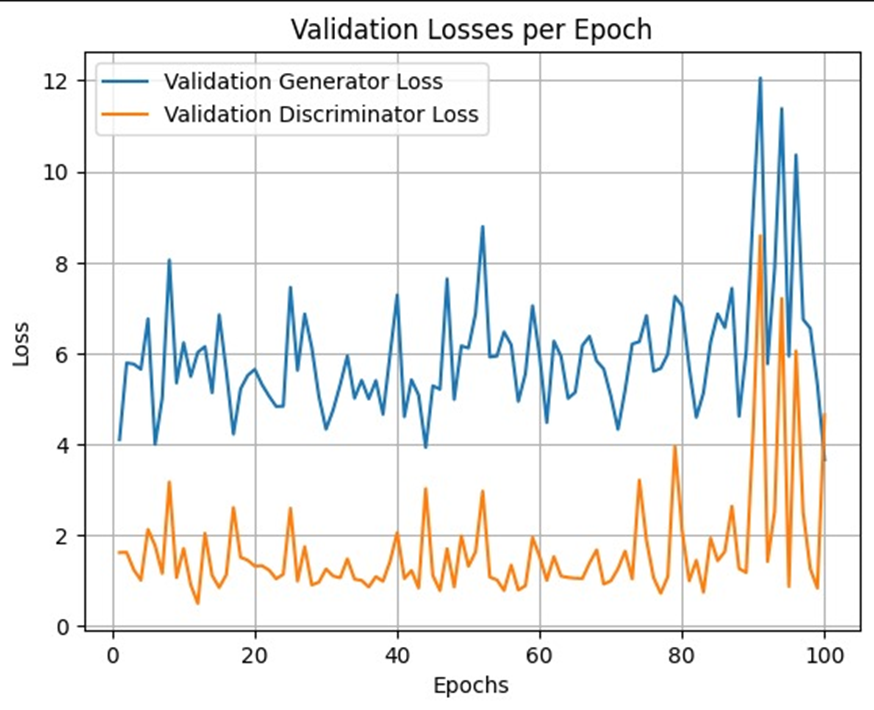 Validation Losses per Epoch
Validation Generator Loss
Validation Discriminator Loss
Loss
12
10
8
6
4
2
0
0 20 40 60 80 100
Epochs